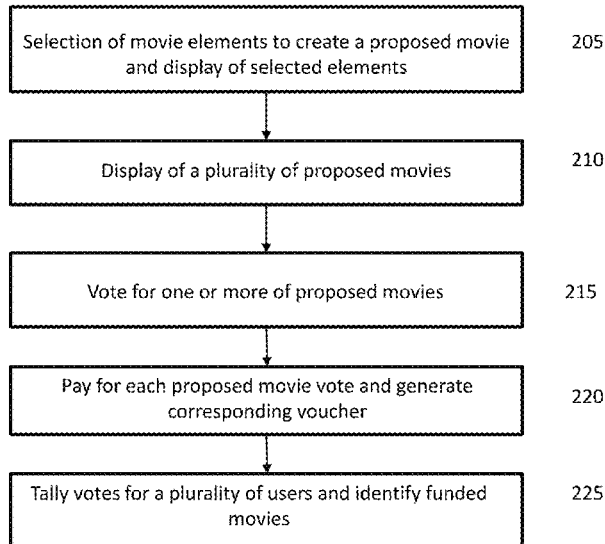 Selection of movie elements to create a proposed movie
and display of selected elements
205
Display of a plurality of proposed movies
210
Vote for one or more of proposed movies
215
Pay for each proposed movie vote and generate
corresponding voucher
220
Tally votes for a plurality of users and identify funded
movies
225